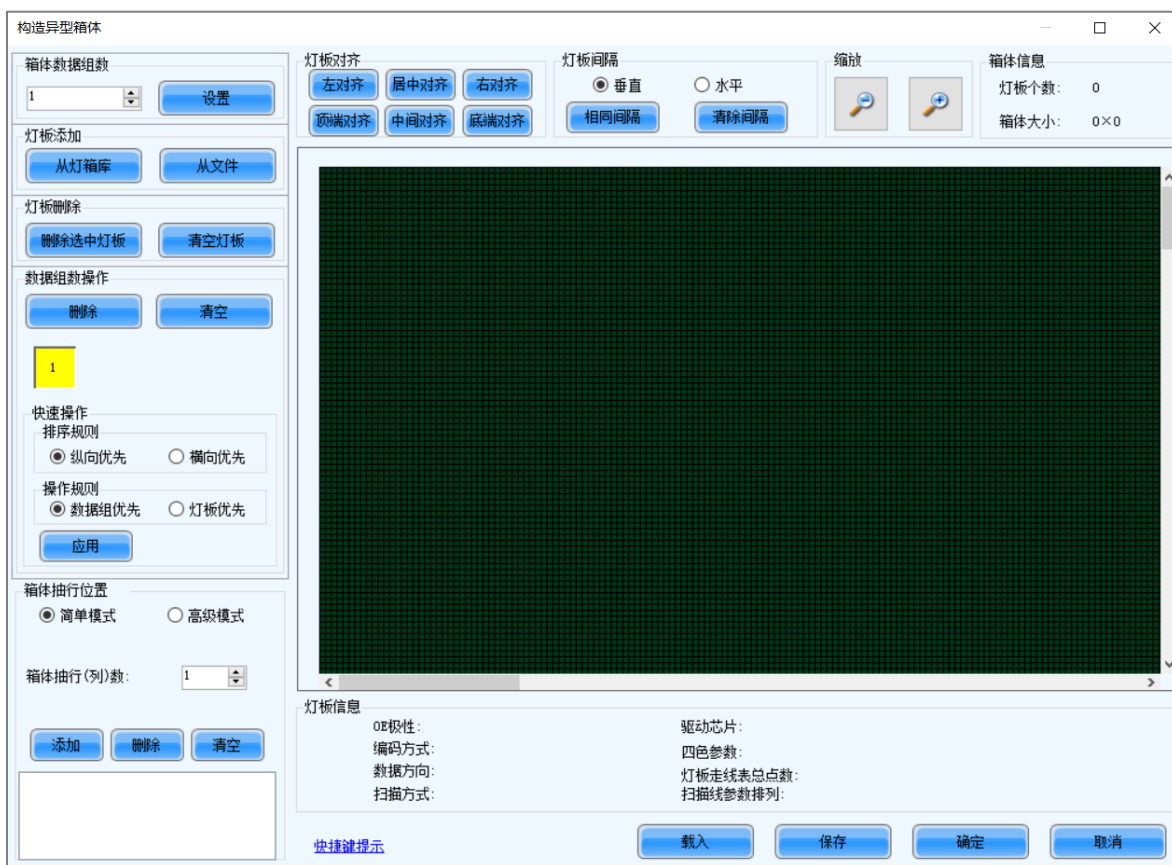 构造异型箱体
箱体数据组数
1
设置
灯板添加
从灯箱库
从文件
灯板删除
删除选中灯板
清空灯板
数据组数操作
删除
清空
1
快速操作
排序规则
纵向优先
横向优先
操作规则
数据组优先
灯板优先
应用
箱体抽行位置
简单模式
高级模式
箱体抽行(列)数:
1
添加
删除
清空
灯板对齐
左对齐
居中对齐
右对齐
顶端对齐
中间对齐
底端对齐
灯板间隔
垂直
水平
相同间隔
清除间隔
缩放
箱体信息
灯板个数: 0
箱体大小: 0×0
灯板信息
OE极性:
编码方式:
数据方向:
扫描方式:
驱动芯片:
四色参数:
灯板走线表总点数:
扫描线参数排列:
快捷键提示
载入
保存
确定
取消